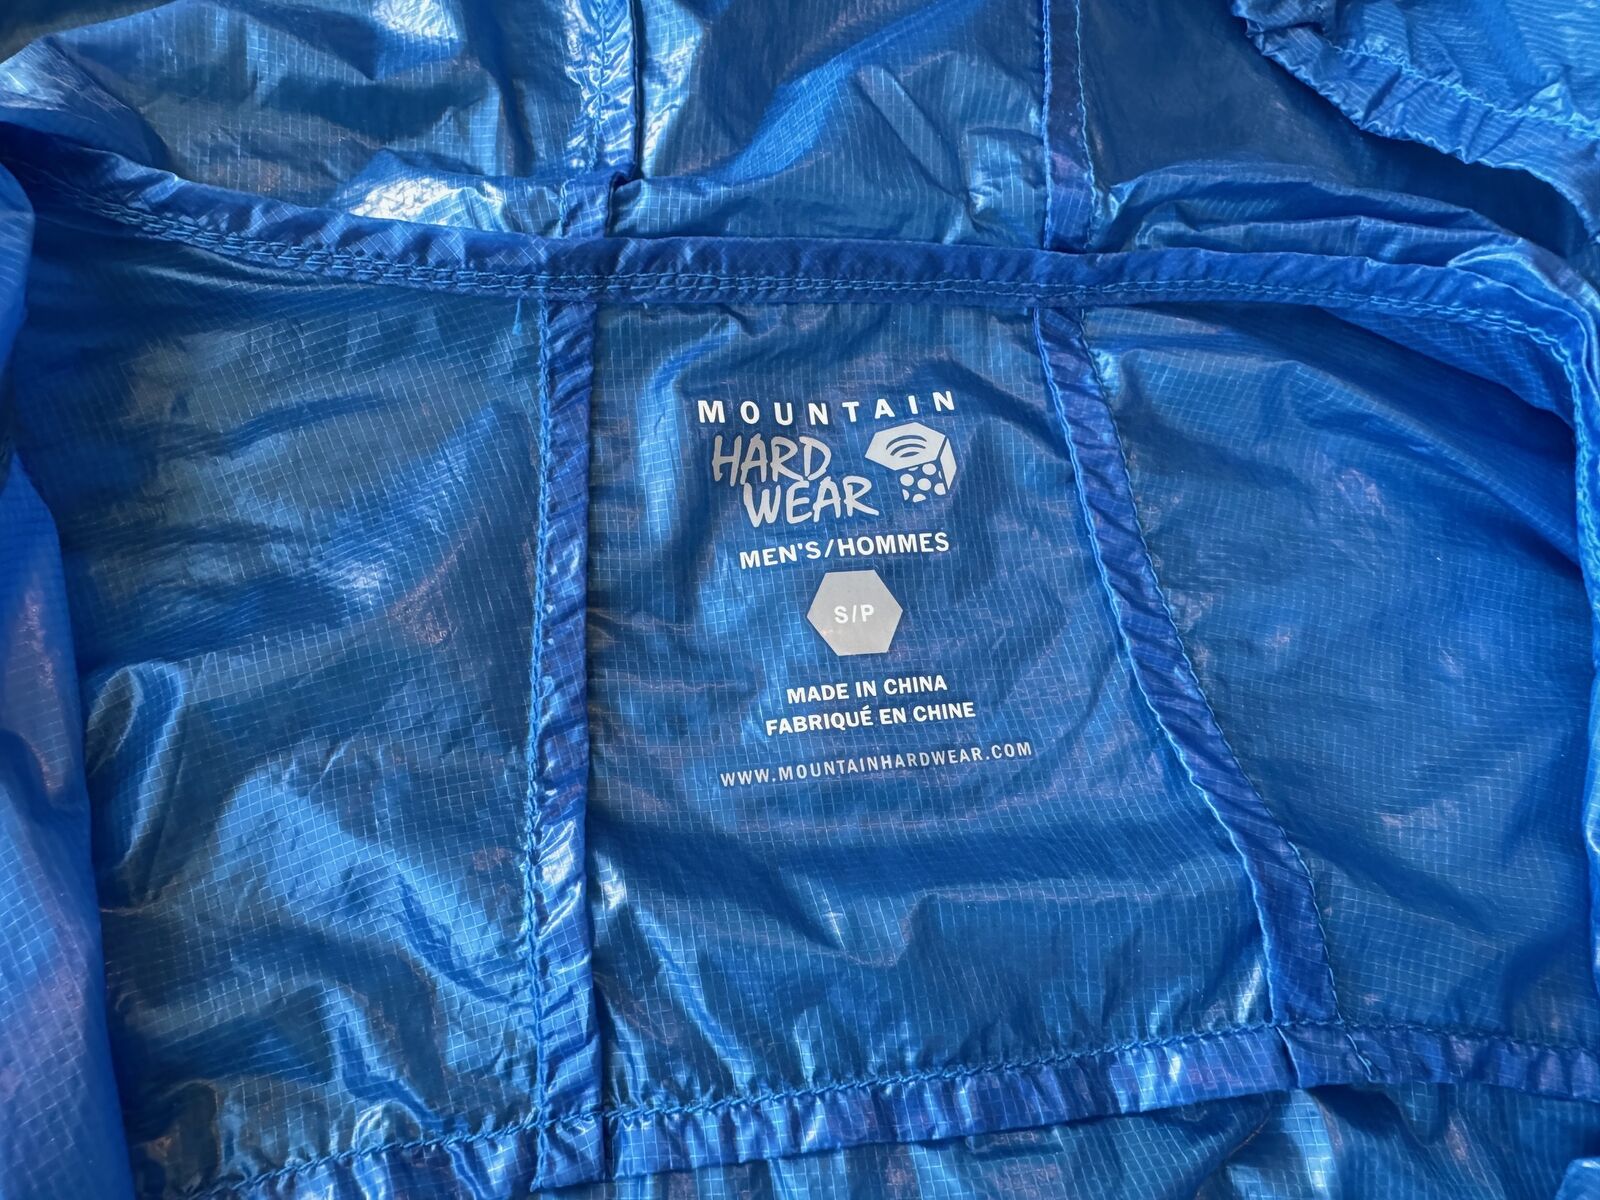 MOUNTAIN
HARD
WEAR
MEN'S/HOMMES
S/P
MADE IN CHINA
FABRIQUÉ EN CHINE
WWW.MOUNTAINHARDWEAR.COM